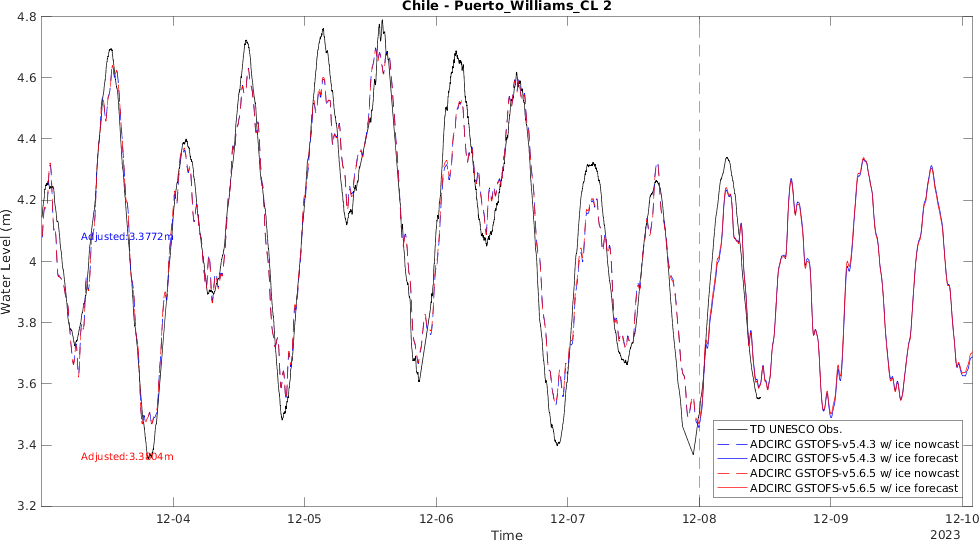 Chile - Puerto_Williams_CL 2
4.8
4.6
4.4
4.2
4
3.8
3.6
3.4
3.2
Water Level (m)
Adjusted:3.3772m
TD UNESCO Obs.
ADCIRC GSTOFS-v5.4.3 w/ ice nowcast
ADCIRC GSTOFS-v5.4.3 w/ ice forecast
ADCIRC GSTOFS-v5.6.5 w/ ice nowcast
ADCIRC GSTOFS-v5.6.5 w/ ice forecast
12-04
12-05
12-06
12-07
12-08
12-09
12-10
Time
2023